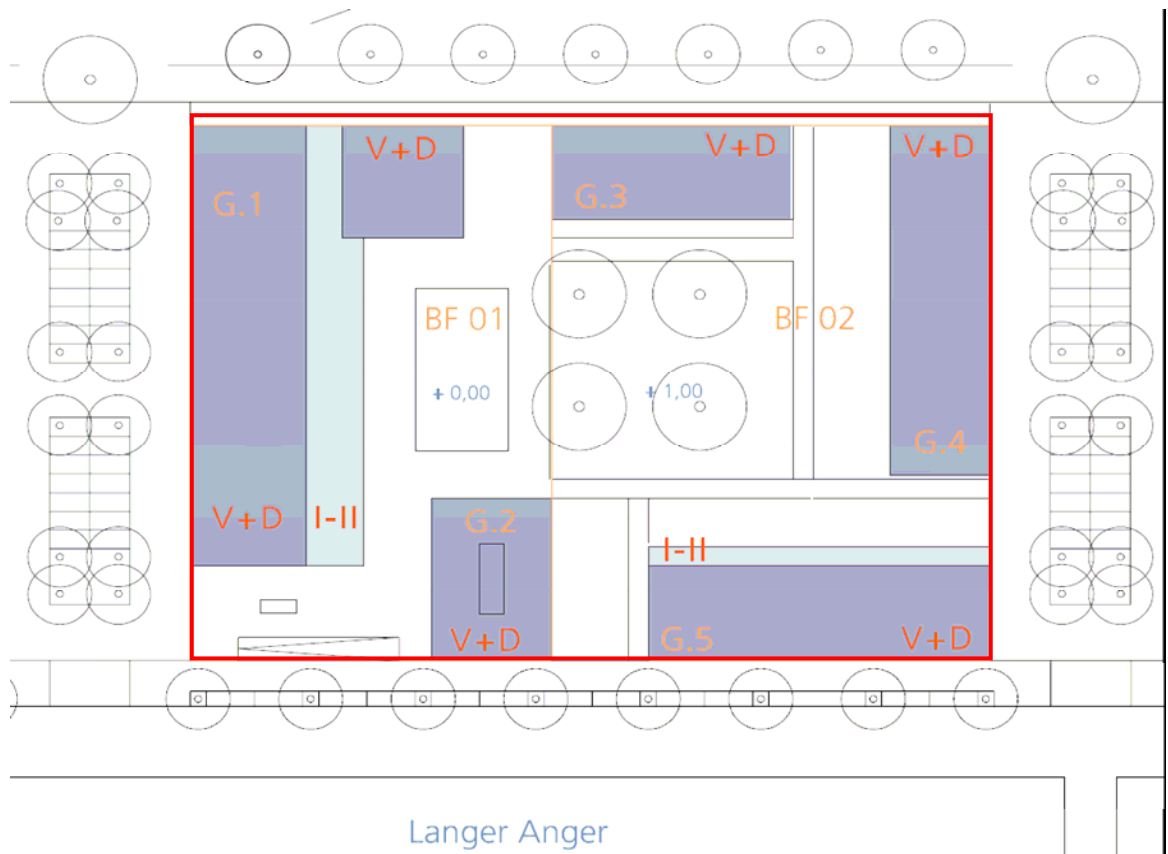 V+D
V+D
V+D
G.1
G.3
BF 01
BF 02
+ 0,00
+ 1,00
G.4
V+D
I-II
G.2
I-II
V+D
G.5
V+D
Langer Anger